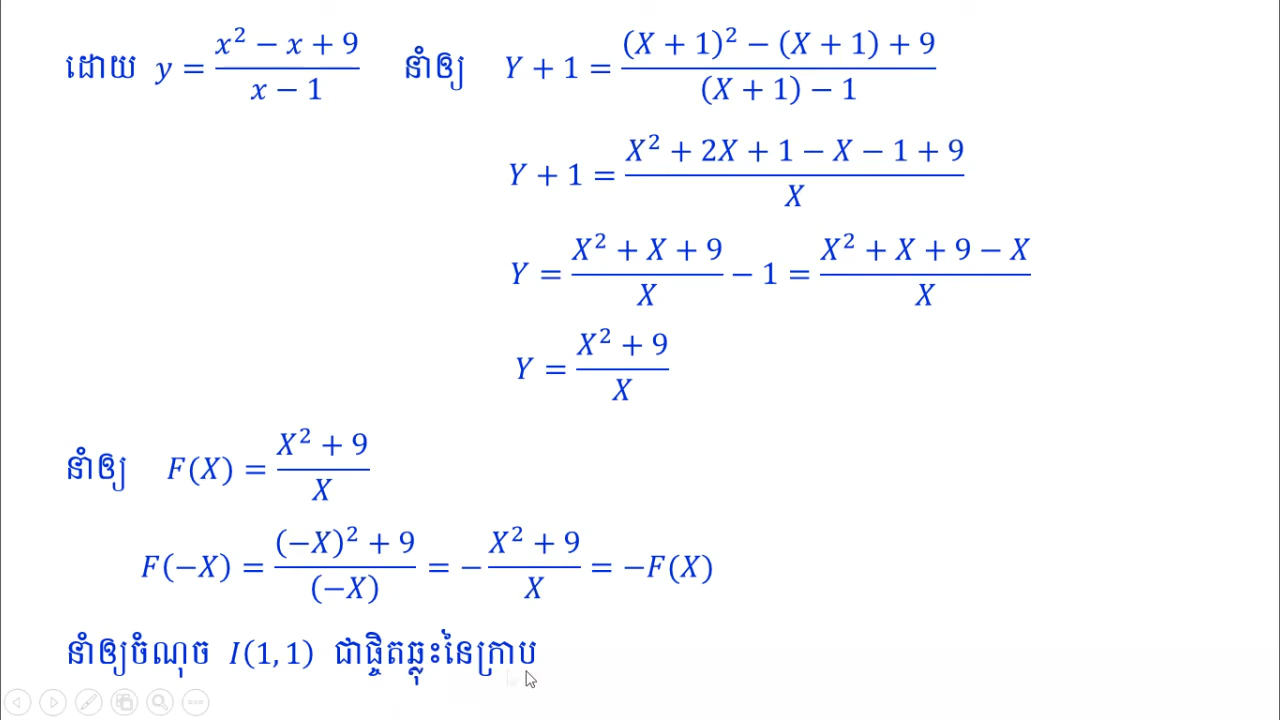 ដោយ y = (x² − x + 9)/(x − 1) នាំឲ្យ Y + 1 = ((X + 1)² − (X + 1) + 9)/((X + 1) − 1)
Y + 1 = (X² + 2X + 1 − X − 1 + 9)/X
Y = (X² + X + 9)/X − 1 = (X² + X + 9 − X)/X
Y = (X² + 9)/X
នាំឲ្យ F(X) = (X² + 9)/X
F(−X) = ((−X)² + 9)/(−X) = − (X² + 9)/X = −F(X)
នាំឲ្យចំណុច I(1, 1) ជាផ្ចិតឆ្លុះនៃក្រាប